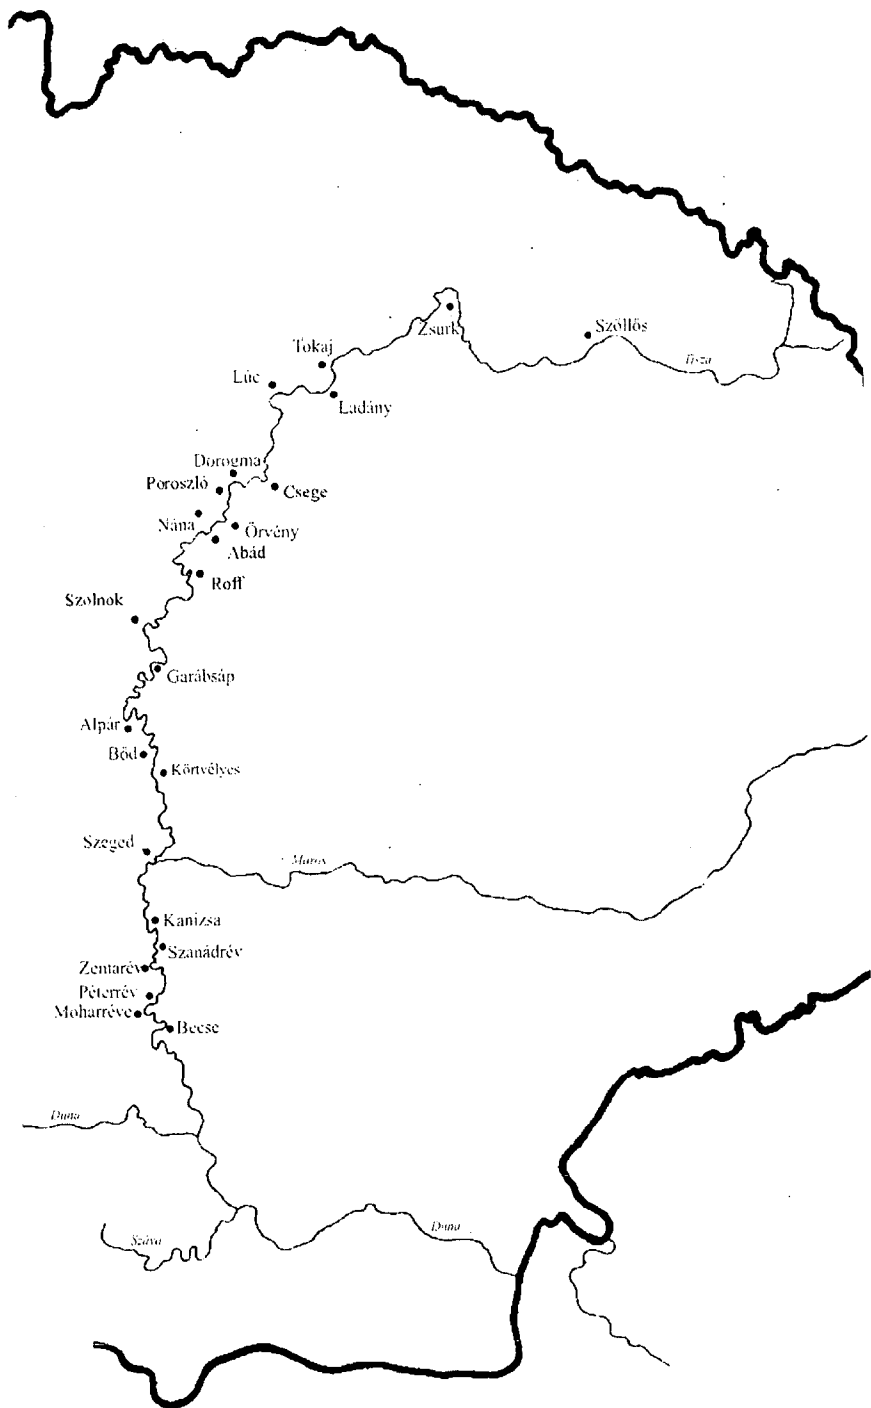 Zsurk
Szöllős
Tokaj
Tisza
Lúc
Ladány
Dorogma
Poroszló
Csege
Nána
Örvény
Abád
Roff
Szolnok
Garábsáp
Alpár
Bőd
Körtvélyes
Szeged
Maros
Kanizsa
Szanádrév
Zentarév
Péterrév
Moharréve
Becse
Duna
Duna
Száva